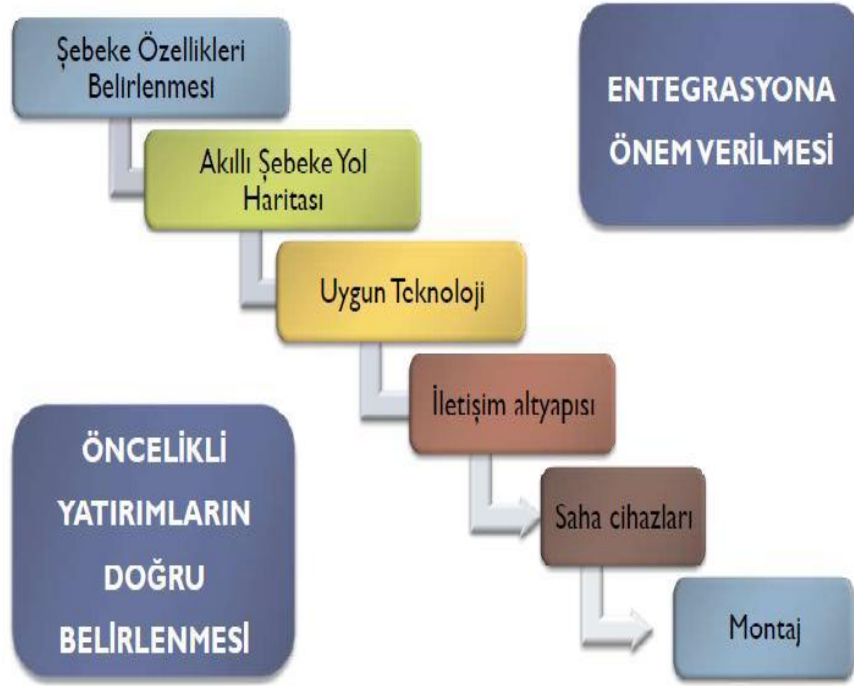 Şebeke Özellikleri
Belirlenmesi
ENTEGRASYONA
ÖNEM VERİLMESİ
Akıllı Şebeke Yol
Haritası
Uygun Teknoloji
İletişim altyapısı
ÖNCELİKLİ
YATIRIMLARIN
DOĞRU
BELİRLENMESİ
Saha cihazları
Montaj